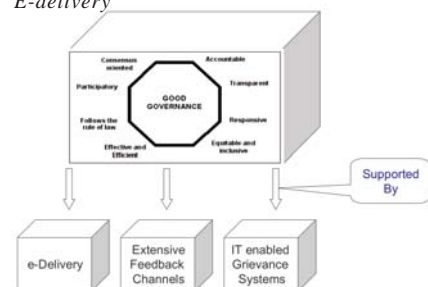 E-delivery
Consensus
oriented
Accountable
Participatory
Transparent
GOOD
GOVERNANCE
Follows the
rule of law
Responsive
Effective and
Efficient
Equitable and
inclusive
Supported
By
e-Delivery
Extensive
Feedback
Channels
IT enabled
Grievance
Systems